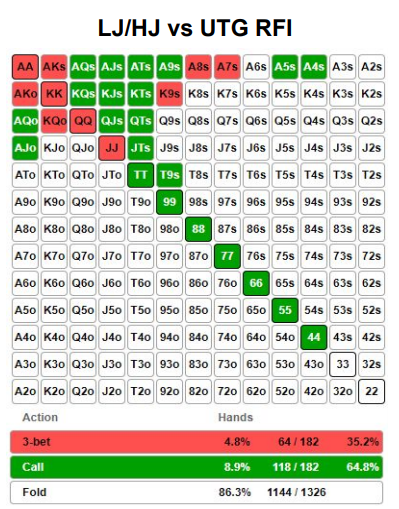 LJ/HJ vs UTG RFI
AA AKs AQs AJs ATs A9s A8s A7s A6s A5s A4s A3s A2s
AKo KK KQs KJs KTs K9s K8s K7s K6s K5s K4s K3s K2s
AQo KQo QQ QJs QTs Q9s Q8s Q7s Q6s Q5s Q4s Q3s Q2s
AJo KJo QJo JJ JTs J9s J8s J7s J6s J5s J4s J3s J2s
ATo KTo QTo JTo TT T9s T8s T7s T6s T5s T4s T3s T2s
A9o K9o Q9o J9o T9o 99 98s 97s 96s 95s 94s 93s 92s
A8o K8o Q8o J8o T8o 98o 88 87s 86s 85s 84s 83s 82s
A7o K7o Q7o J7o T7o 97o 87o 77 76s 75s 74s 73s 72s
A6o K6o Q6o J6o T6o 96o 86o 76o 66 65s 64s 63s 62s
A5o K5o Q5o J5o T5o 95o 85o 75o 65o 55 54s 53s 52s
A4o K4o Q4o J4o T4o 94o 84o 74o 64o 54o 44 43s 42s
A3o K3o Q3o J3o T3o 93o 83o 73o 63o 53o 43o 33 32s
A2o K2o Q2o J2o T2o 92o 82o 72o 62o 52o 42o 32o 22
Action Hands
3-bet 4.8% 64 / 182 35.2%
Call 8.9% 118 / 182 64.8%
Fold 86.3% 1144 / 1326